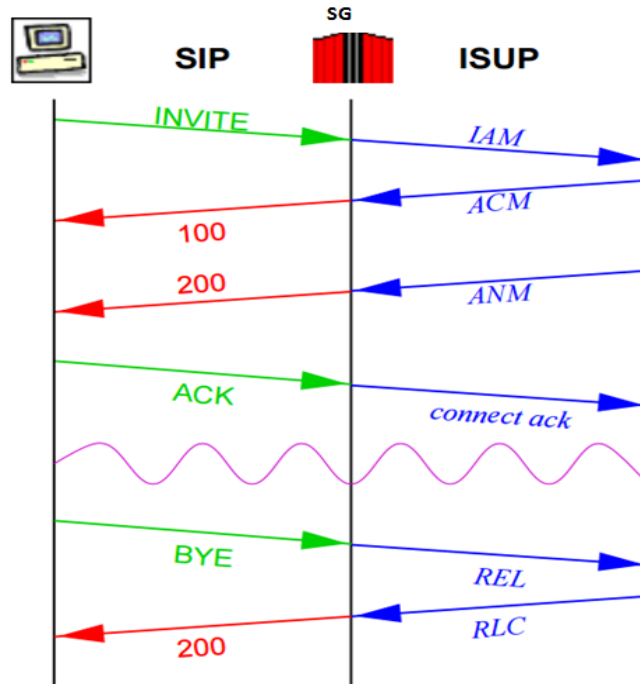 SG
SIP
ISUP
INVITE
IAM
ACM
100
200
ANM
ACK
connect ack
BYE
REL
RLC
200